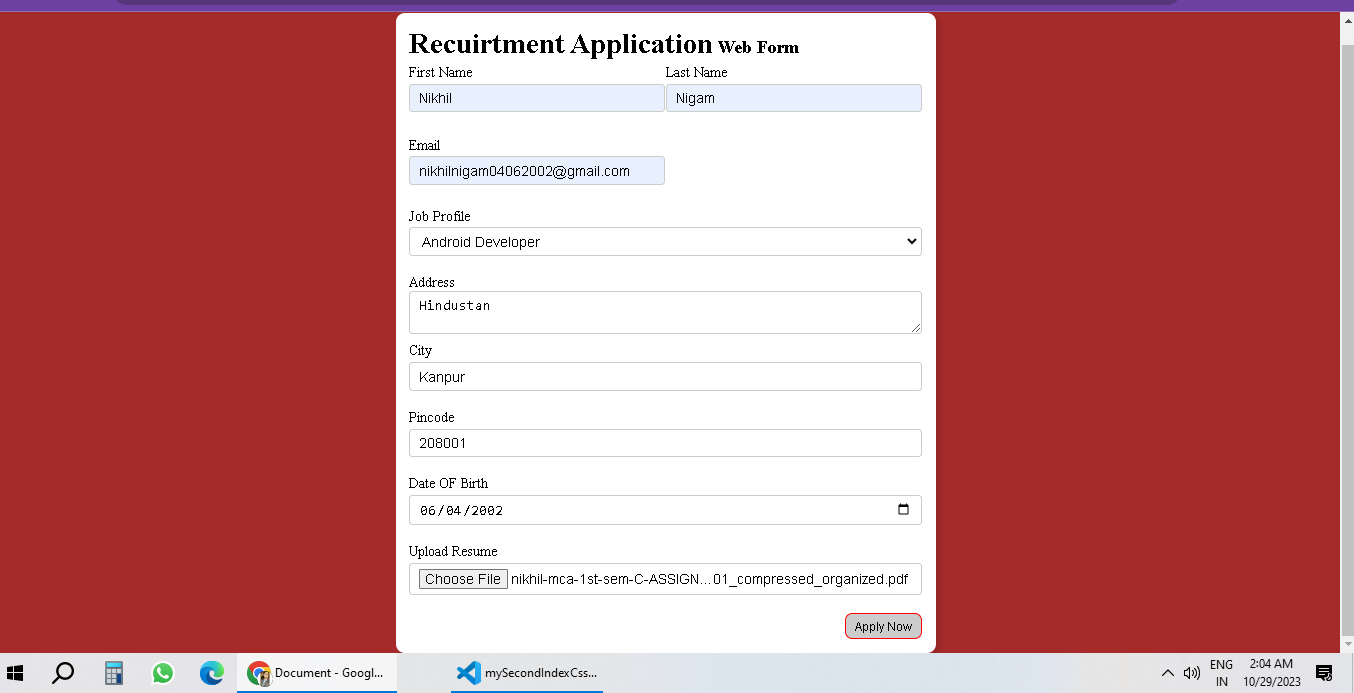 Recuirtment Application Web Form
First Name Last Name
Nikhil Nigam
Email
nikhilnigam04062002@gmail.com
Job Profile
Android Developer
Address
Hindustan
City
Kanpur
Pincode
208001
Date OF Birth
06/04/2002
Upload Resume
Choose File nikhil-mca-1st-sem-C-ASSIGN...01_compressed_organized.pdf
Apply Now
Document - Googl... mySecondIndexCss... ENG 2:04 AM
IN 10/29/2023